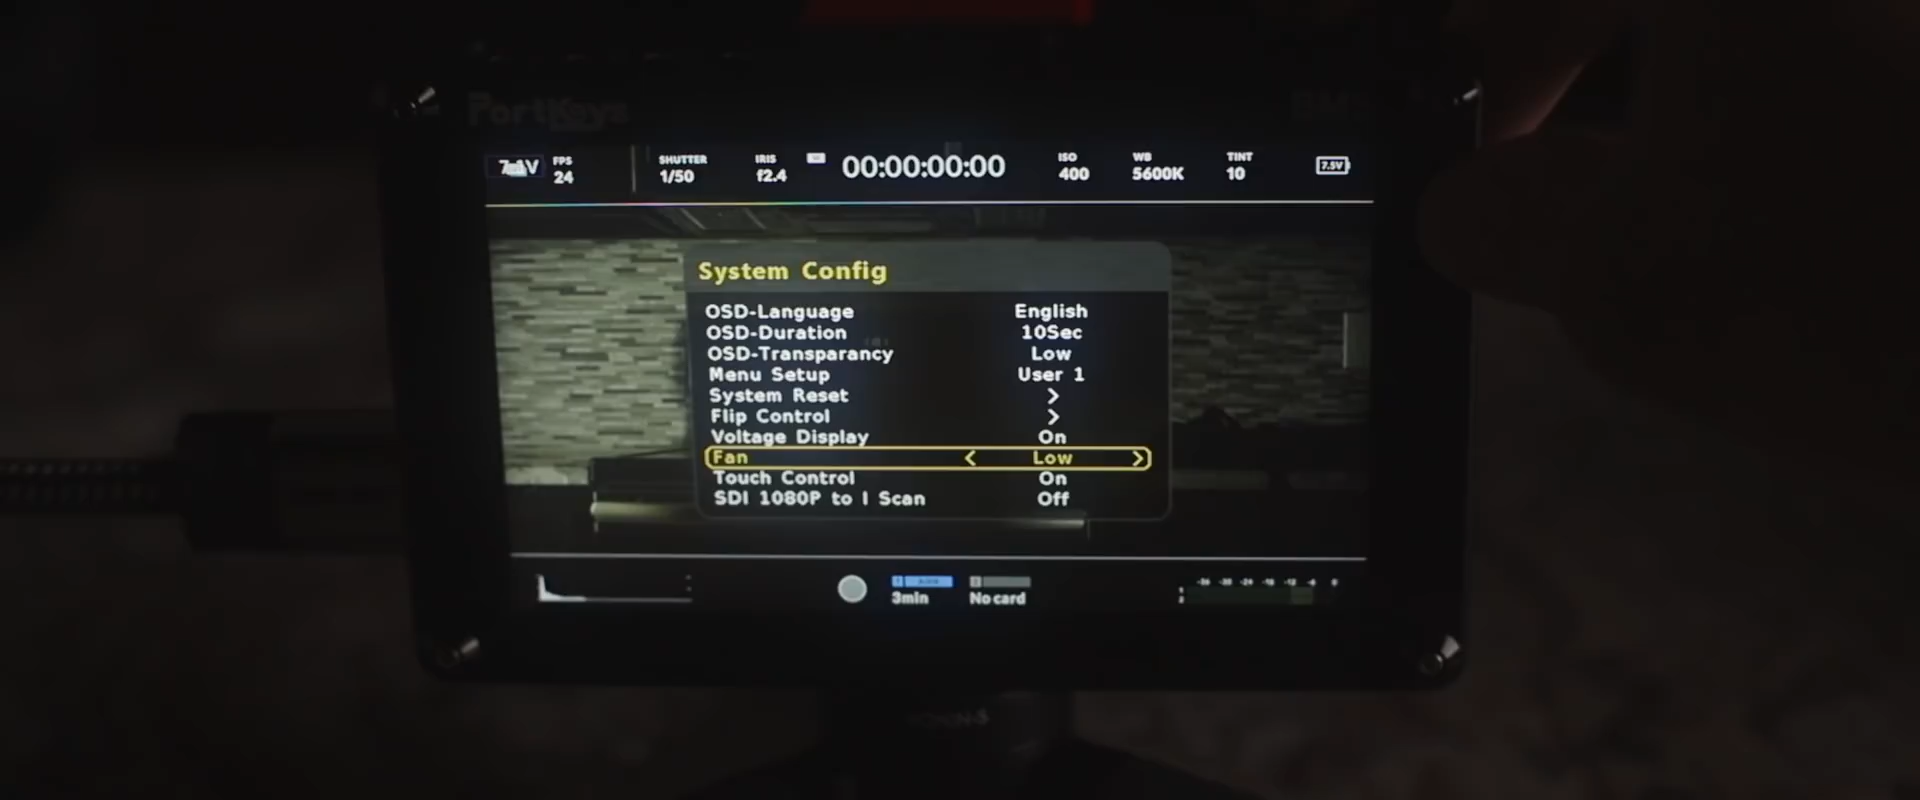 PortKeys
FPS
24
SHUTTER
1/50
IRIS
f2.4
00:00:00:00
ISO
400
WB
5600K
TINT
10
7.5V
System Config
OSD-Language English
OSD-Duration 10Sec
OSD-Transparancy Low
Menu Setup User 1
System Reset >
Flip Control >
Voltage Display On
Fan < Low >
Touch Control On
SDI 1080P to I Scan Off
3min
No card